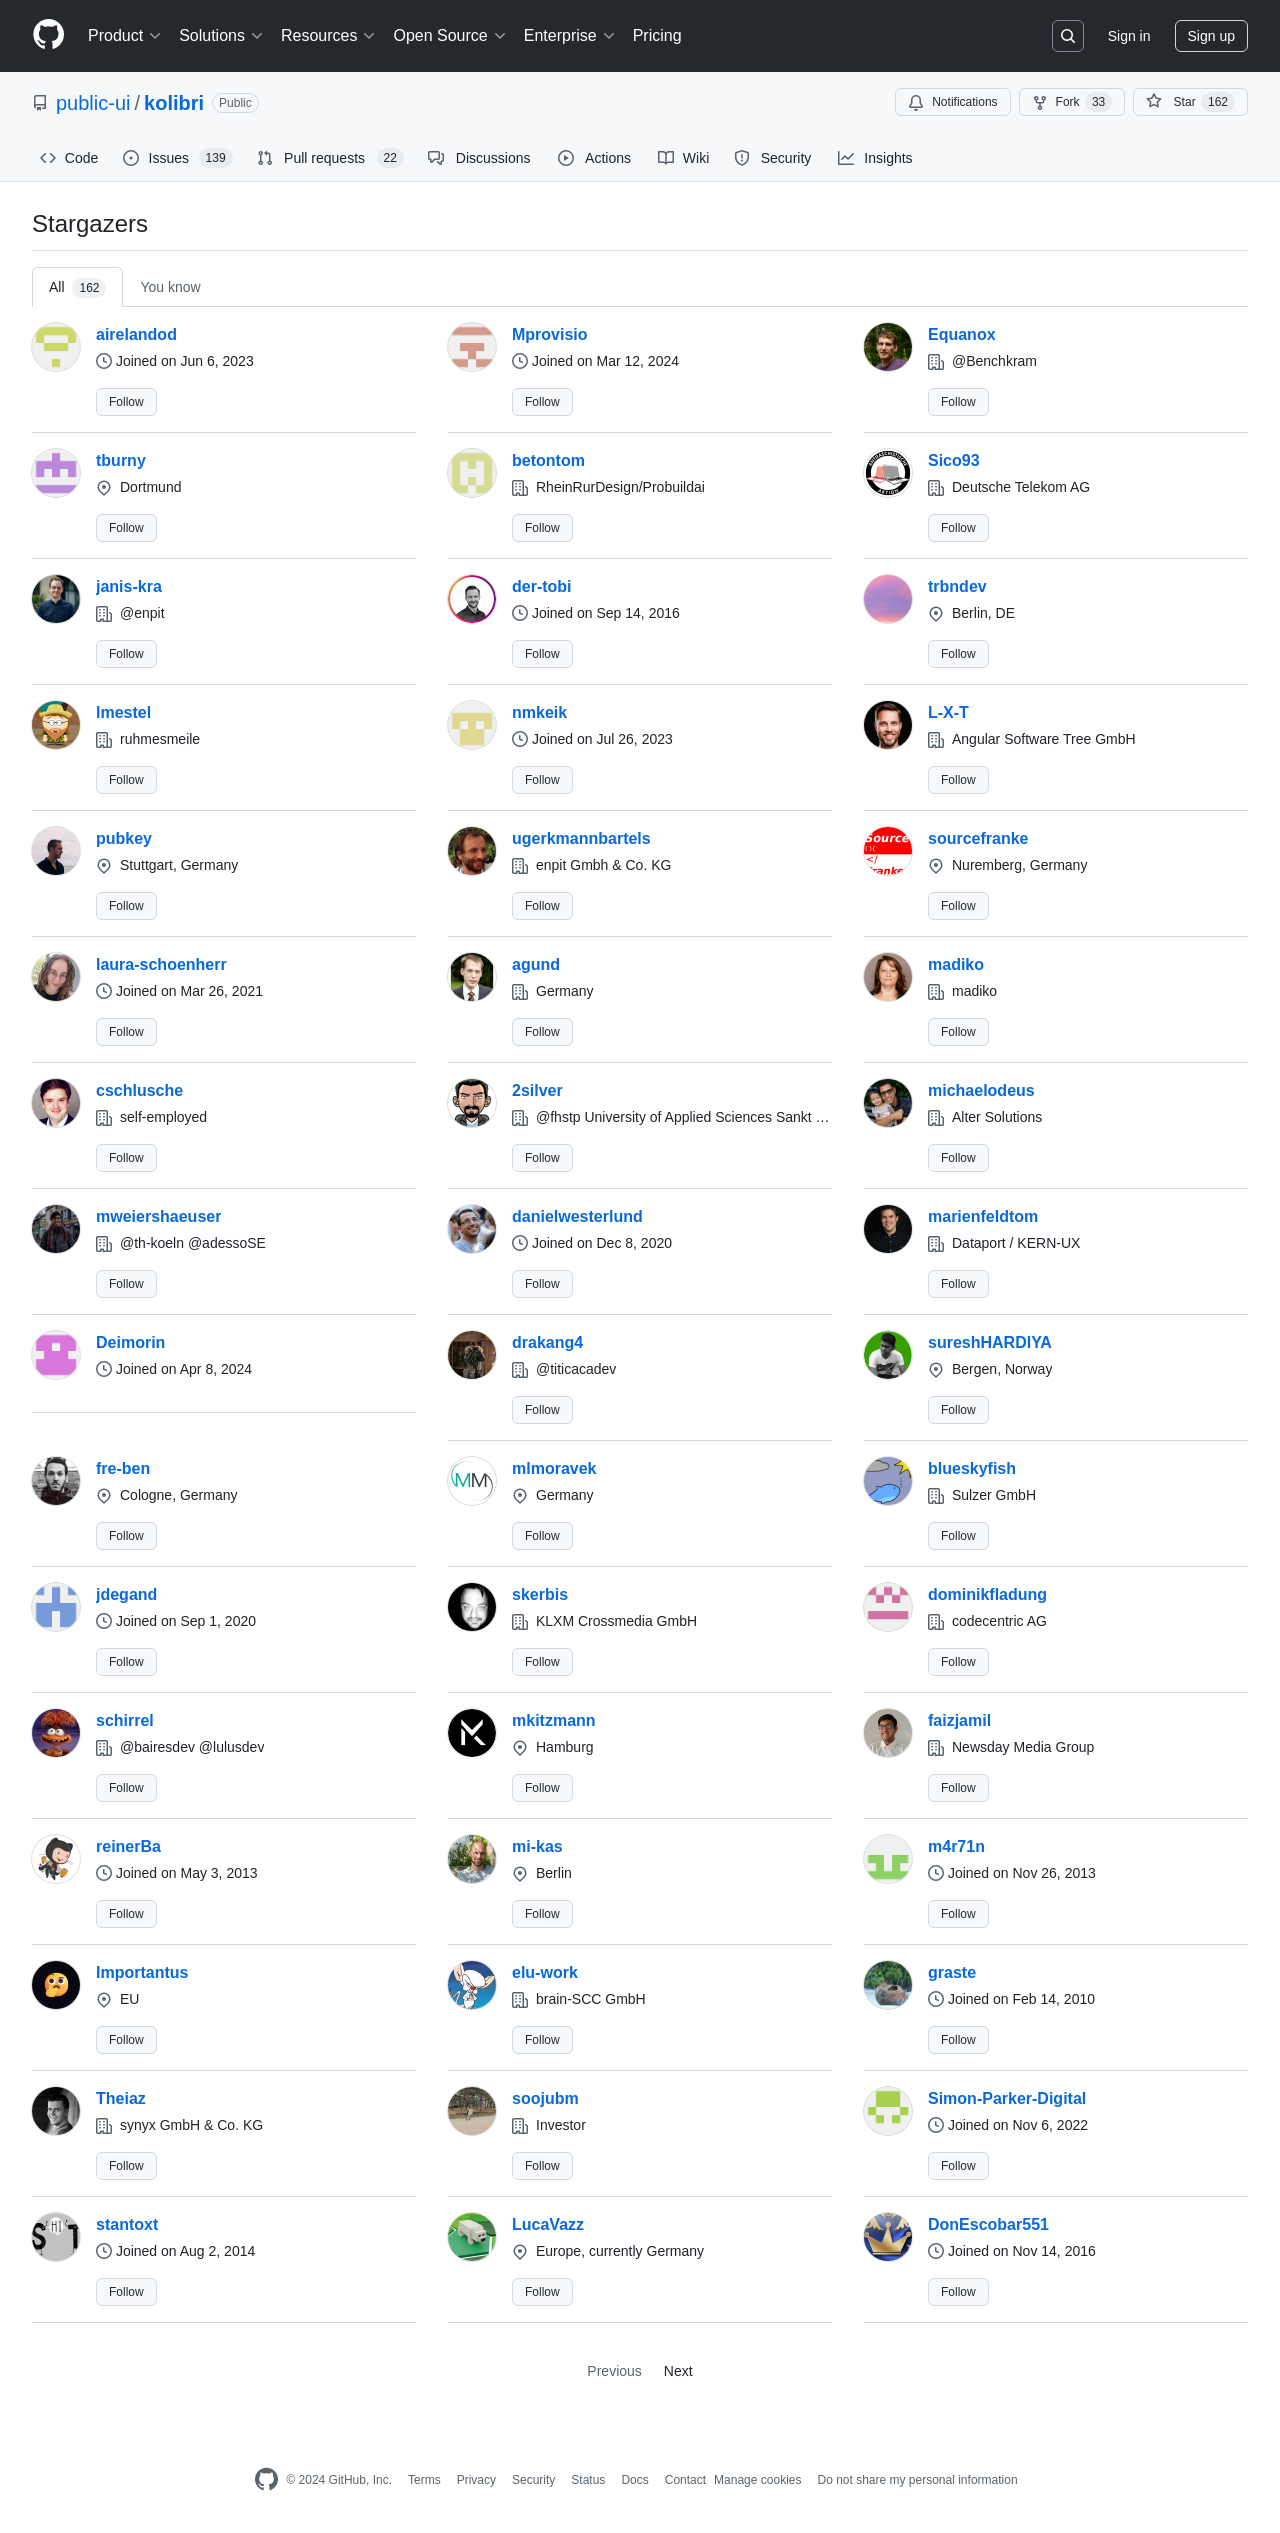 Product Solutions Resources Open Source Enterprise Pricing Sign in Sign up
public-ui / kolibri Public Notifications Fork 33 Star 162
Code Issues 139 Pull requests 22 Discussions Actions Wiki Security Insights
Stargazers
All 162 You know
airelandod Mprovisio Equanox
Joined on Jun 6, 2023 Joined on Mar 12, 2024 @Benchkram
Follow Follow Follow
tburny betontom Sico93
Dortmund RheinRurDesign/Probuildai Deutsche Telekom AG
Follow Follow Follow
janis-kra der-tobi trbndev
@enpit Joined on Sep 14, 2016 Berlin, DE
Follow Follow Follow
lmestel nmkeik L-X-T
ruhmesmeile Joined on Jul 26, 2023 Angular Software Tree GmbH
Follow Follow Follow
pubkey ugerkmannbartels sourcefranke
Stuttgart, Germany enpit Gmbh & Co. KG Nuremberg, Germany
Follow Follow Follow
laura-schoenherr agund madiko
Joined on Mar 26, 2021 Germany madiko
Follow Follow Follow
cschlusche 2silver michaelodeus
self-employed @fhstp University of Applied Sciences Sankt … Alter Solutions
Follow Follow Follow
mweiershaeuser danielwesterlund marienfeldtom
@th-koeln @adessoSE Joined on Dec 8, 2020 Dataport / KERN-UX
Follow Follow Follow
Deimorin drakang4 sureshHARDIYA
Joined on Apr 8, 2024 @titicacadev Bergen, Norway
Follow Follow
fre-ben mlmoravek blueskyfish
Cologne, Germany Germany Sulzer GmbH
Follow Follow Follow
jdegand skerbis dominikfladung
Joined on Sep 1, 2020 KLXM Crossmedia GmbH codecentric AG
Follow Follow Follow
schirrel mkitzmann faizjamil
@bairesdev @lulusdev Hamburg Newsday Media Group
Follow Follow Follow
reinerBa mi-kas m4r71n
Joined on May 3, 2013 Berlin Joined on Nov 26, 2013
Follow Follow Follow
Importantus elu-work graste
EU brain-SCC GmbH Joined on Feb 14, 2010
Follow Follow Follow
Theiaz soojubm Simon-Parker-Digital
synyx GmbH & Co. KG Investor Joined on Nov 6, 2022
Follow Follow Follow
stantoxt LucaVazz DonEscobar551
Joined on Aug 2, 2014 Europe, currently Germany Joined on Nov 14, 2016
Follow Follow Follow
Previous Next
© 2024 GitHub, Inc. Terms Privacy Security Status Docs Contact Manage cookies Do not share my personal information